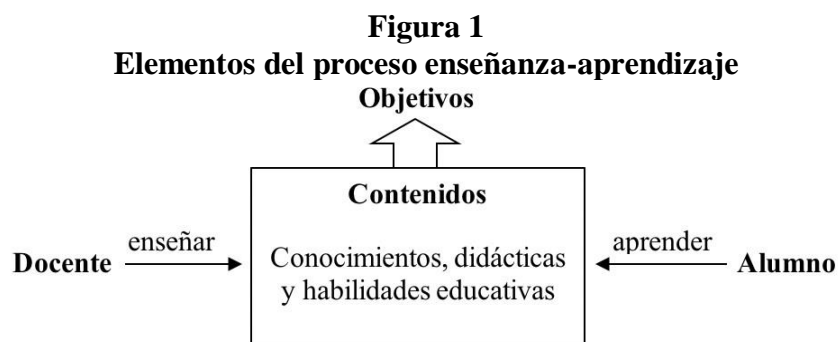 Figura 1
Elementos del proceso enseñanza-aprendizaje
Objetivos
Contenidos
enseñar
aprender
Docente
Conocimientos, didácticas
y habilidades educativas
Alumno